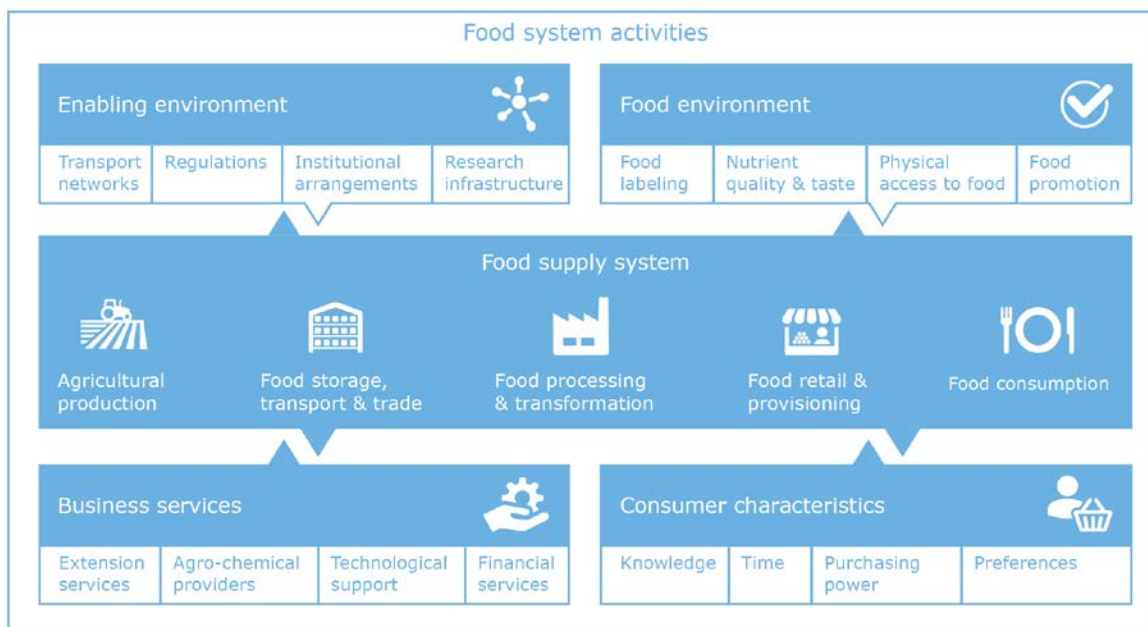 Food system activities
Enabling environment
Transport
networks
Regulations
Institutional
arrangements
Research
infrastructure
Food environment
Food
labeling
Nutrient
quality & taste
Physical
access to food
Food
promotion
Food supply system
Agricultural
production
Food storage,
transport & trade
Food processing
& transformation
Food retail &
provisioning
Food consumption
Business services
Extension
services
Agro-chemical
providers
Technological
support
Financial
services
Consumer characteristics
Knowledge
Time
Purchasing
power
Preferences